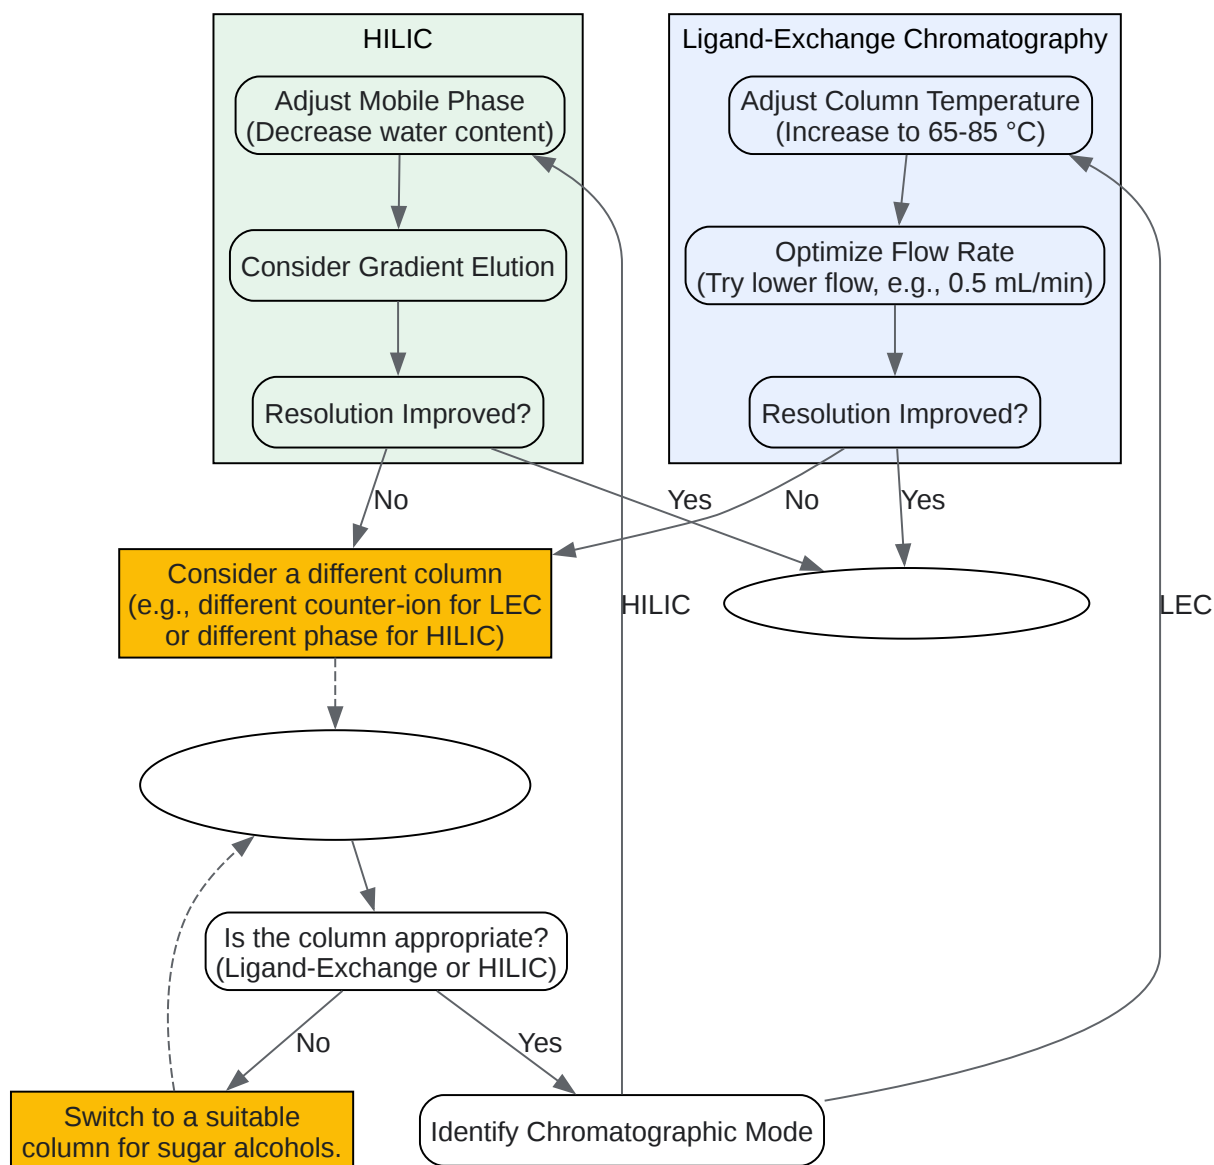 HILIC
Ligand-Exchange Chromatography
Adjust Mobile Phase
(Decrease water content)
Adjust Column Temperature
(Increase to 65-85 °C)
Consider Gradient Elution
Optimize Flow Rate
(Try lower flow, e.g., 0.5 mL/min)
Resolution Improved?
Resolution Improved?
No
Yes
No
Yes
Consider a different column
(e.g., different counter-ion for LEC
or different phase for HILIC)
HILIC
LEC
Is the column appropriate?
(Ligand-Exchange or HILIC)
No
Yes
Switch to a suitable
column for sugar alcohols.
Identify Chromatographic Mode